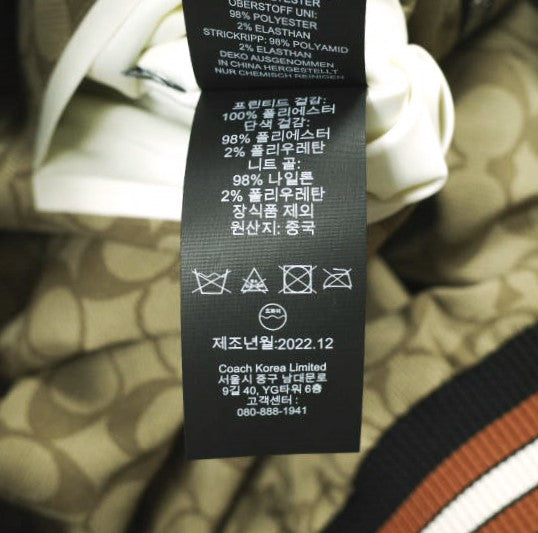 OBERSTOFF UNI:
98% POLYESTER
2% ELASTHAN
STRICKRIPP: 98% POLYAMID
2% ELASTHAN
DEKO AUSGENOMMEN
IN CHINA HERGESTELLT
NUR CHEMISCH REINIGEN
프린티드 겉감:
100% 폴리에스터
단색 겉감:
98% 폴리에스터
2% 폴리우레탄
니트 골:
98% 나일론
2% 폴리우레탄
장식품 제외
원산지: 중국
제조년월:2022.12
Coach Korea Limited
서울시 중구 남대문로
9길 40, YG타워 6층
고객센터 :
080-888-1941